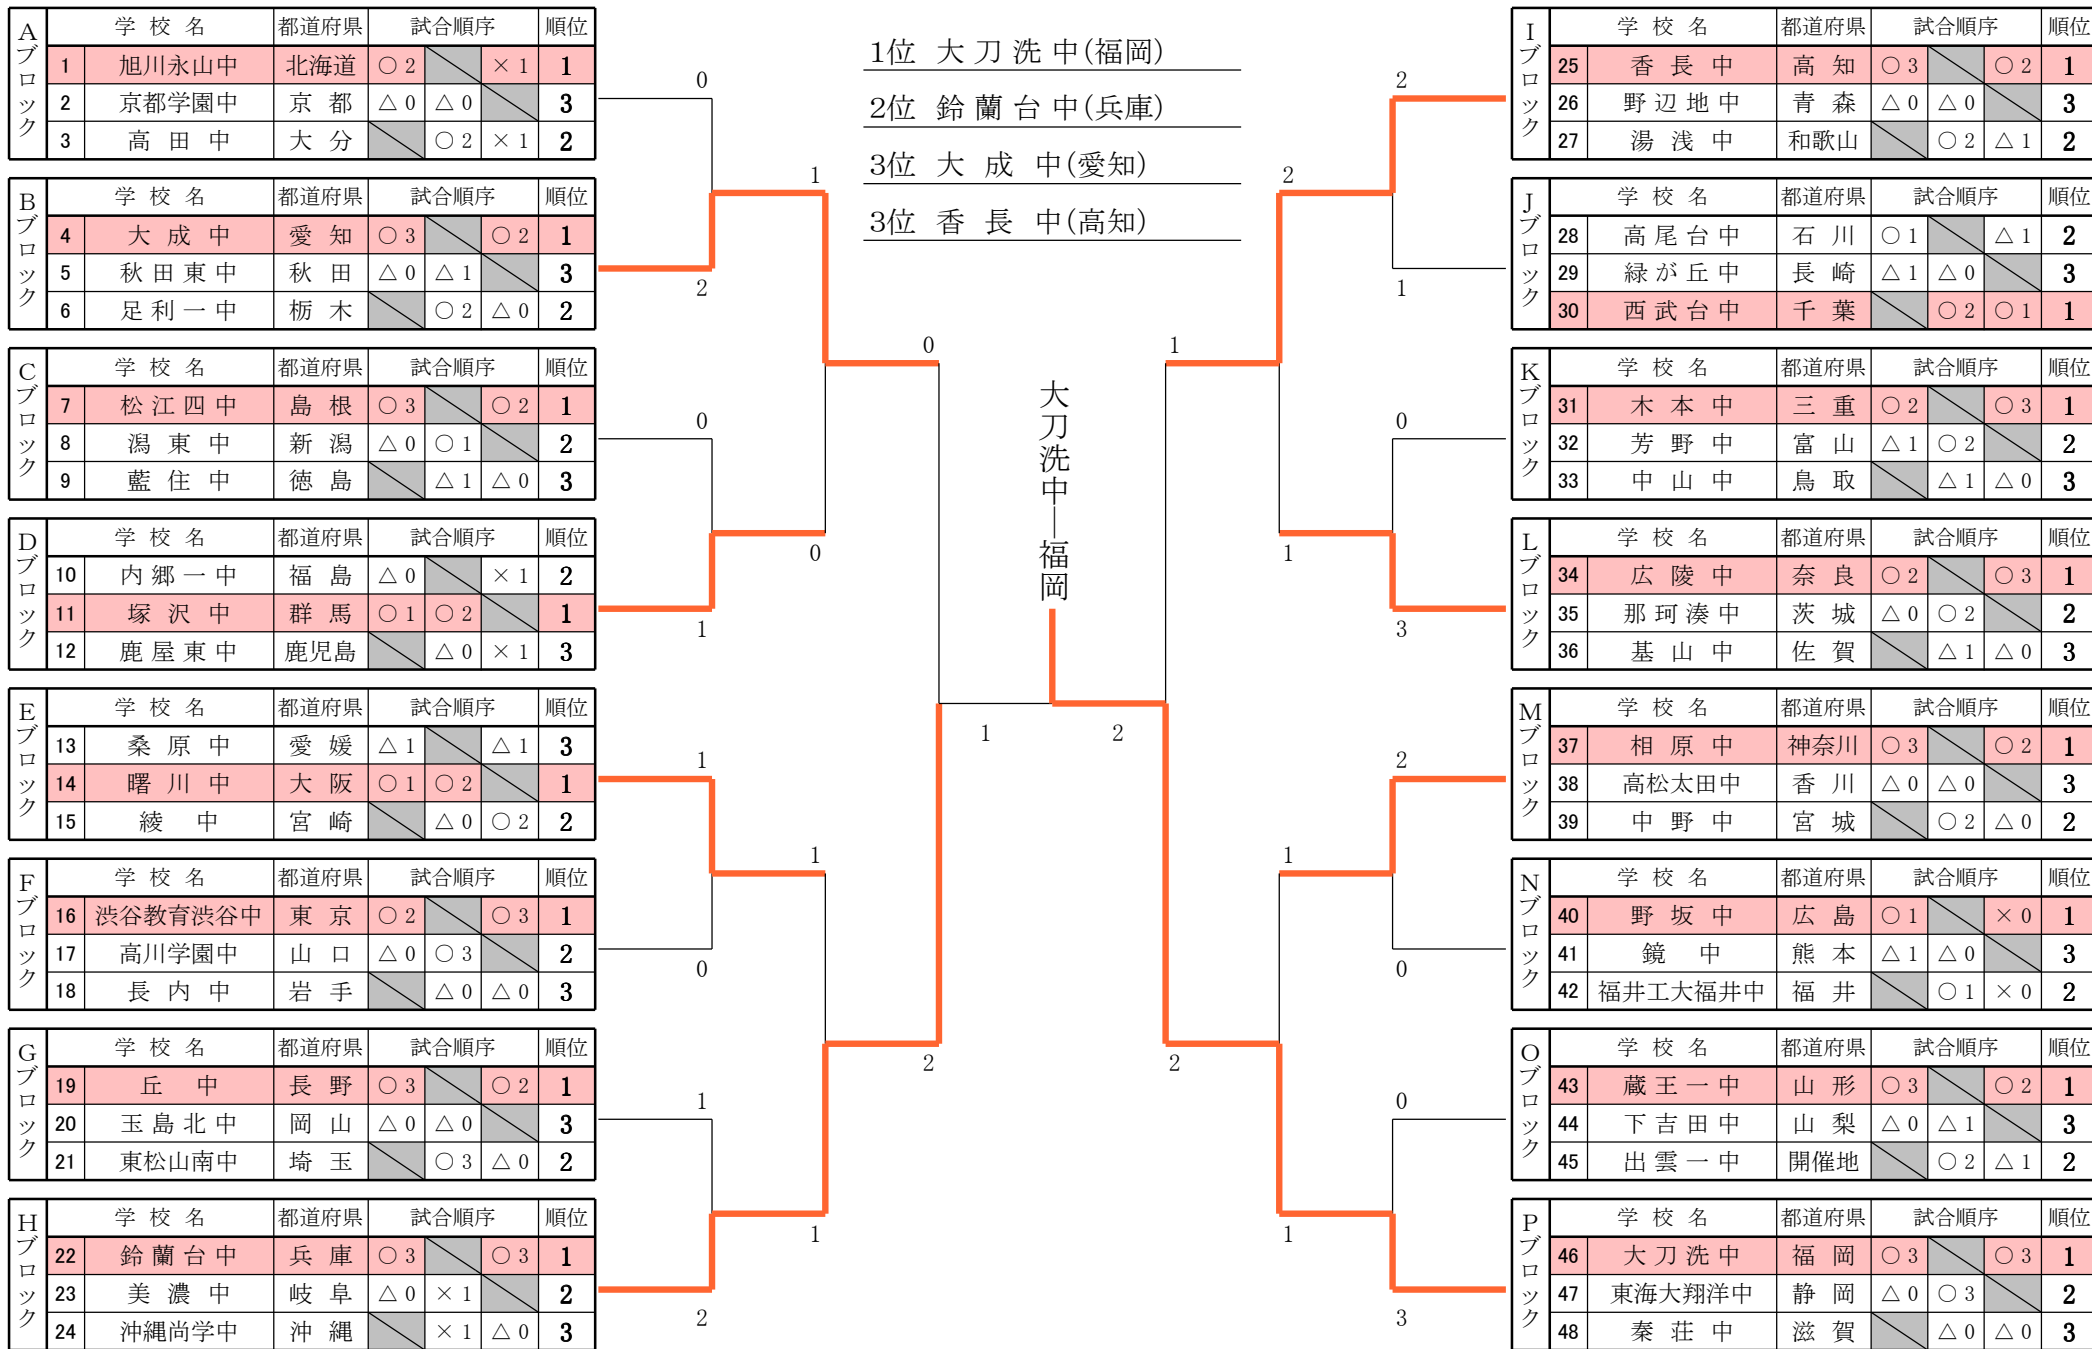 1位 大刀洗中(福岡)
2位 鈴蘭台中(兵庫)
3位 大成中(愛知)
3位 香長中(高知)
Aブロック 学校名 都道府県 試合順序 順位
1 旭川永山中 北海道 ○2 ×1 1
2 京都学園中 京都 △0 △0 3
3 高田中 大分 ○2 ×1 2
Bブロック 学校名 都道府県 試合順序 順位
4 大成中 愛知 ○3 ○2 1
5 秋田東中 秋田 △0 △1 3
6 足利一中 栃木 ○2 △0 2
Cブロック 学校名 都道府県 試合順序 順位
7 松江四中 島根 ○3 ○2 1
8 潟東中 新潟 △0 ○1 2
9 藍住中 徳島 △1 △0 3
Dブロック 学校名 都道府県 試合順序 順位
10 内郷一中 福島 △0 ×1 2
11 塚沢中 群馬 ○1 ○2 1
12 鹿屋東中 鹿児島 △0 ×1 3
Eブロック 学校名 都道府県 試合順序 順位
13 桑原中 愛媛 △1 △1 3
14 曙川中 大阪 ○1 ○2 1
15 綾中 宮崎 △0 ○2 2
Fブロック 学校名 都道府県 試合順序 順位
16 渋谷教育渋谷中 東京 ○2 ○3 1
17 高川学園中 山口 △0 ○3 2
18 長内中 岩手 △0 △0 3
Gブロック 学校名 都道府県 試合順序 順位
19 丘中 長野 ○3 ○2 1
20 玉島北中 岡山 △0 △0 3
21 東松山南中 埼玉 ○3 △0 2
Hブロック 学校名 都道府県 試合順序 順位
22 鈴蘭台中 兵庫 ○3 ○3 1
23 美濃中 岐阜 △0 ×1 2
24 沖縄尚学中 沖縄 ×1 △0 3
0
2
0
1
1
0
1
2
1
0
1
1
0
2
大刀洗中―福岡
1
2
1
2
2
1
1
1
2
1
0
3
2
0
0
3
Iブロック 学校名 都道府県 試合順序 順位
25 香長中 高知 ○3 ○2 1
26 野辺地中 青森 △0 △0 3
27 湯浅中 和歌山 ○2 △1 2
Jブロック 学校名 都道府県 試合順序 順位
28 高尾台中 石川 ○1 △1 2
29 緑が丘中 長崎 △1 △0 3
30 西武台中 千葉 ○2 ○1 1
Kブロック 学校名 都道府県 試合順序 順位
31 木本中 三重 ○2 ○3 1
32 芳野中 富山 △1 ○2 2
33 中山中 鳥取 △1 △0 3
Lブロック 学校名 都道府県 試合順序 順位
34 広陵中 奈良 ○2 ○3 1
35 那珂湊中 茨城 △0 ○2 2
36 基山中 佐賀 △1 △0 3
Mブロック 学校名 都道府県 試合順序 順位
37 相原中 神奈川 ○3 ○2 1
38 高松太田中 香川 △0 △0 3
39 中野中 宮城 ○2 △0 2
Nブロック 学校名 都道府県 試合順序 順位
40 野坂中 広島 ○1 ×0 1
41 鏡中 熊本 △1 △0 3
42 福井工大福井中 福井 ○1 ×0 2
Oブロック 学校名 都道府県 試合順序 順位
43 蔵王一中 山形 ○3 ○2 1
44 下吉田中 山梨 △0 △1 3
45 出雲一中 開催地 ○2 △1 2
Pブロック 学校名 都道府県 試合順序 順位
46 大刀洗中 福岡 ○3 ○3 1
47 東海大翔洋中 静岡 △0 ○3 2
48 秦荘中 滋賀 △0 △0 3